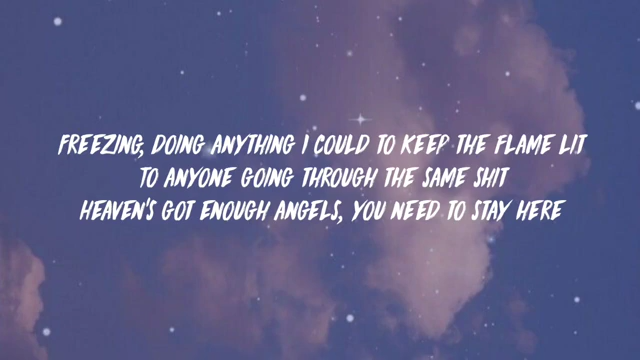 FREEZING, DOING ANYTHING I COULD TO KEEP THE FLAME LIT
TO ANYONE GOING THROUGH THE SAME SHIT
HEAVEN'S GOT ENOUGH ANGELS, YOU NEED TO STAY HERE